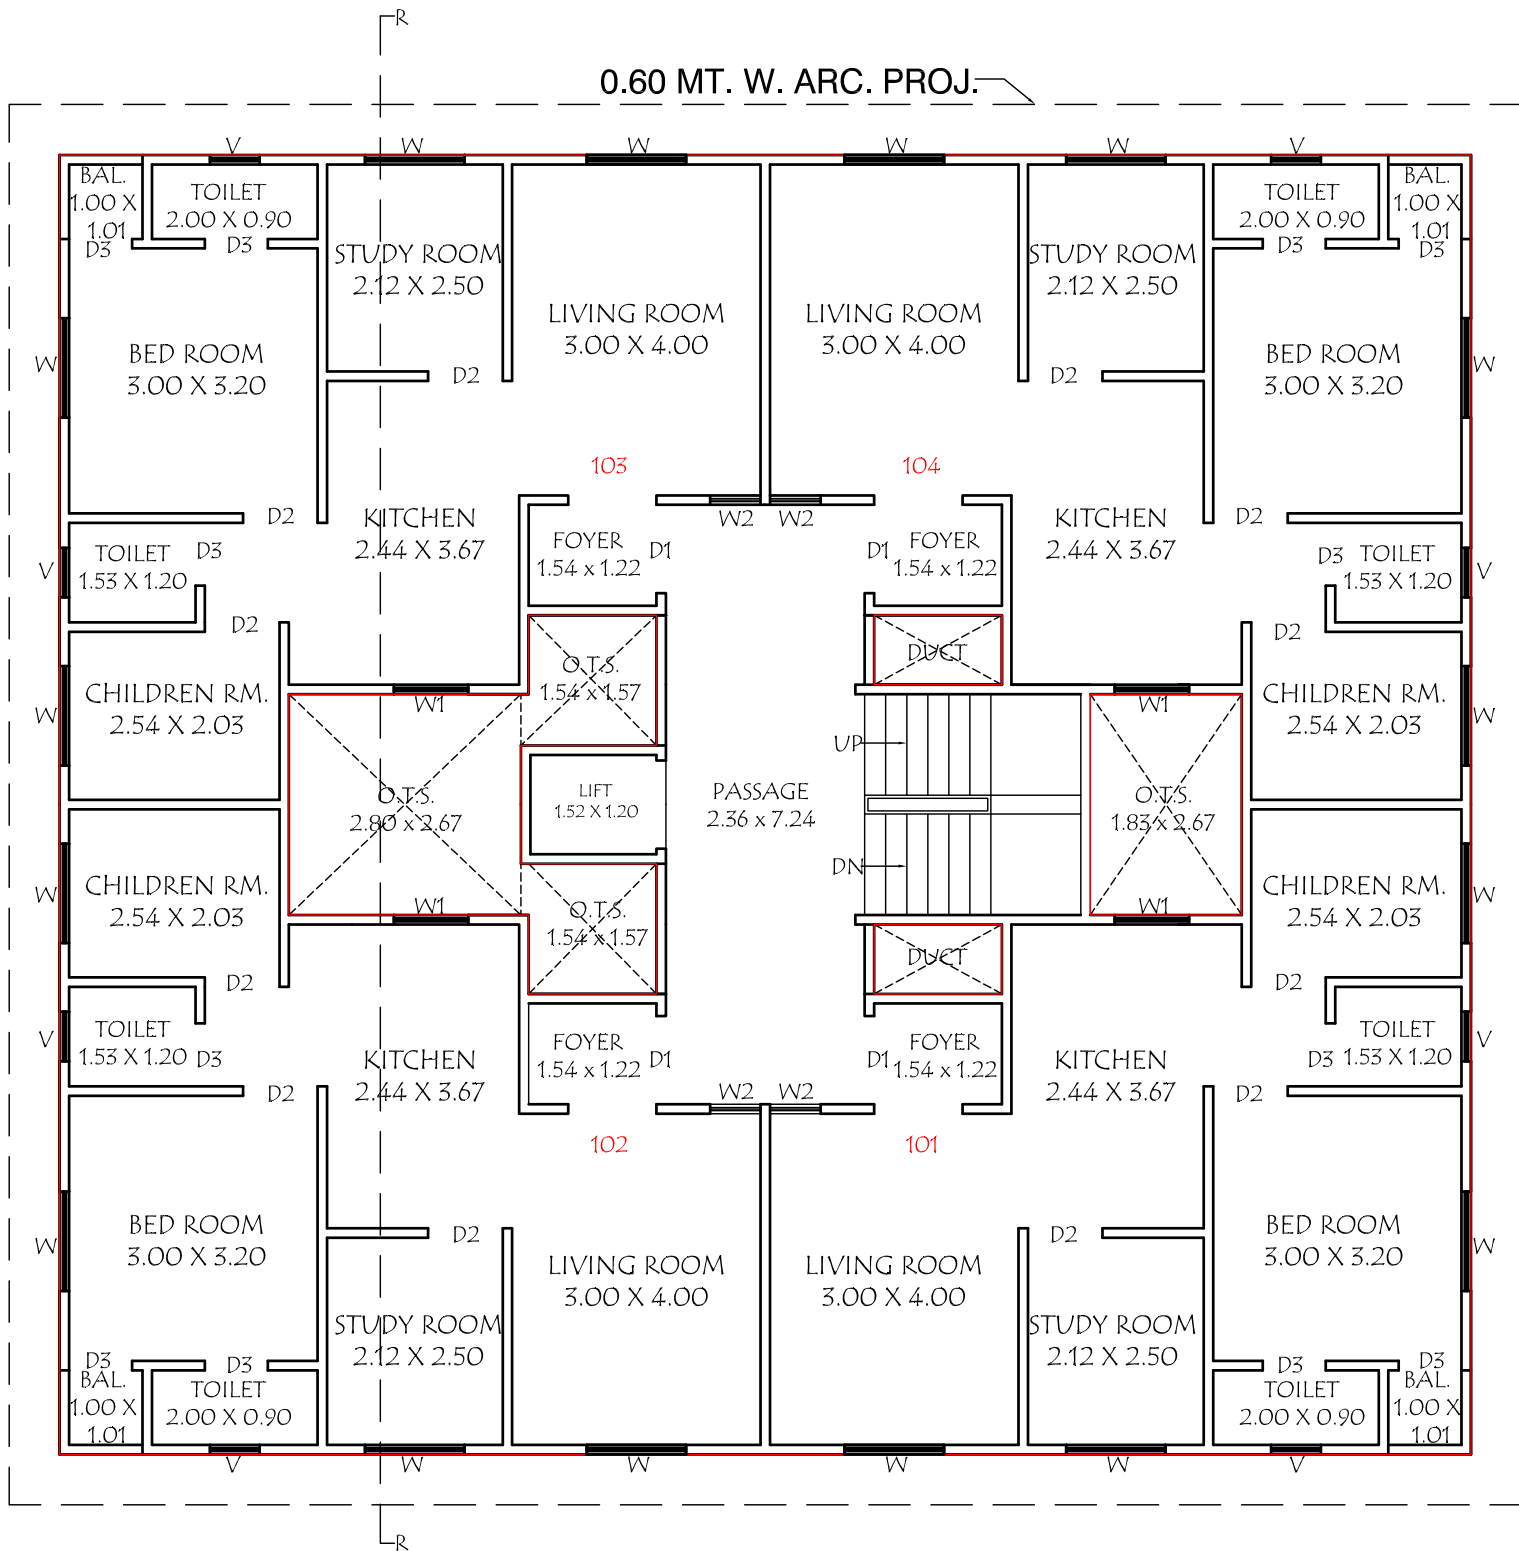 R
0.60 MT. W. ARC. PROJ.
V W W W W V
BAL.
1.00 X
1.01
TOILET
2.00 X 0.90
TOILET
2.00 X 0.90
BAL.
1.00 X
1.01
D3 D3 D3 D3
STUDY ROOM
2.12 X 2.50
STUDY ROOM
2.12 X 2.50
LIVING ROOM
3.00 X 4.00
LIVING ROOM
3.00 X 4.00
W
BED ROOM
3.00 X 3.20
BED ROOM
3.00 X 3.20
W
D2 D2
103 104
D2
KITCHEN
2.44 X 3.67
W2 W2
KITCHEN
2.44 X 3.67
D2
V
TOILET
1.53 X 1.20
D3
FOYER
1.54 x 1.22
D1
D1
FOYER
1.54 x 1.22
D3
TOILET
1.53 X 1.20
V
D2 D2
O.T.S.
1.54 x 1.57
DUCT
W
CHILDREN RM.
2.54 X 2.03
W1
W1
CHILDREN RM.
2.54 X 2.03
W
UP
O.T.S.
2.80 x 2.67
LIFT
1.52 X 1.20
PASSAGE
2.36 x 7.24
O.T.S.
1.83 x 2.67
DN
W
CHILDREN RM.
2.54 X 2.03
W1
O.T.S.
1.54 x 1.57
W1
CHILDREN RM.
2.54 X 2.03
W
DUCT
D2 D2
V
TOILET
1.53 X 1.20
D3
KITCHEN
2.44 X 3.67
FOYER
1.54 x 1.22
D1
D1
FOYER
1.54 x 1.22
KITCHEN
2.44 X 3.67
D3
TOILET
1.53 X 1.20
V
D2 W2 W2 D2
102 101
W
BED ROOM
3.00 X 3.20
D2 D2
BED ROOM
3.00 X 3.20
W
LIVING ROOM
3.00 X 4.00
LIVING ROOM
3.00 X 4.00
STUDY ROOM
2.12 X 2.50
STUDY ROOM
2.12 X 2.50
D3 D3 D3 D3
BAL.
1.00 X
1.01
TOILET
2.00 X 0.90
TOILET
2.00 X 0.90
BAL.
1.00 X
1.01
V W W W W V
R